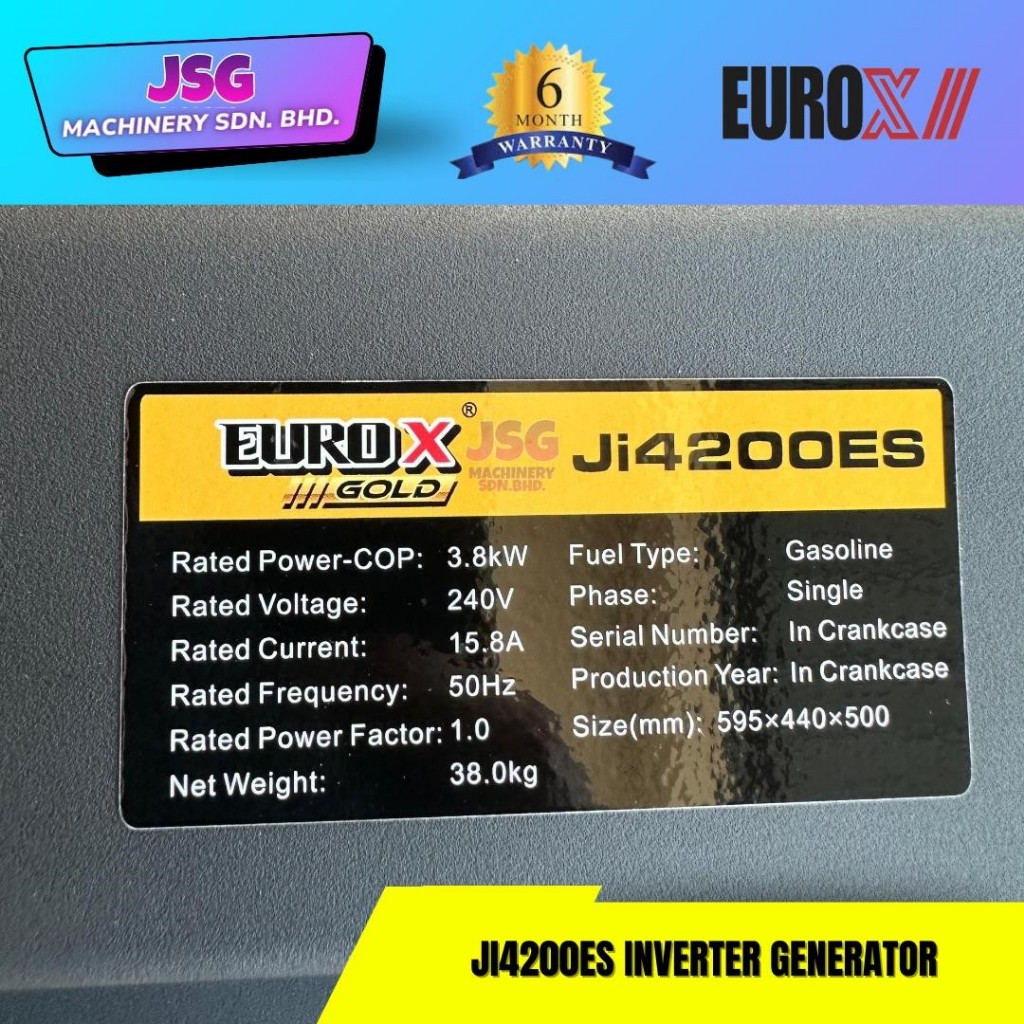 JSG
MACHINERY SDN. BHD.
6
MONTH
WARRANTY
EUROX
EURO X®
GOLD
JSG
MACHINERY
SDN.BHD.
Ji4200ES
Rated Power-COP: 3.8kW
Rated Voltage: 240V
Rated Current: 15.8A
Rated Frequency: 50Hz
Rated Power Factor: 1.0
Net Weight: 38.0kg
Fuel Type: Gasoline
Phase: Single
Serial Number: In Crankcase
Production Year: In Crankcase
Size(mm): 595×440×500
JI4200ES INVERTER GENERATOR